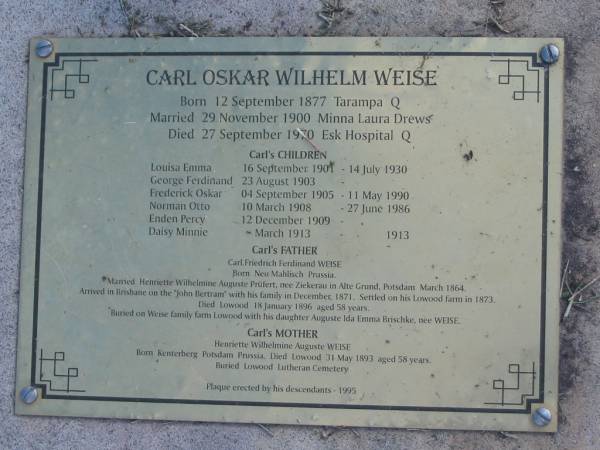 CARL OSKAR WILHELM WEISE
Born 12 September 1877 Tarampa Q
Married 29 November 1900 Minna Laura Drews
Died 27 September 1970 Esk Hospital Q
Carl's CHILDREN
Louisa Emma 16 September 1901 - 14 July 1930
George Ferdinand 23 August 1903 -
Frederick Oskar 04 September 1905 - 11 May 1990
Norman Otto 10 March 1908 - 27 June 1986
Enden Percy 12 December 1909 -
Daisy Minnie - March 1913 - 1913
Carl's FATHER
Carl Friedrich Ferdinand WEISE
Born Neu Mahlisch Prussia.
Married Henriette Wilhelmine Auguste Prüfert, nee Ziekerau in Alte Grund, Potsdam March 1864.
Arrived in Brisbane on the "John Bertram" with his family in December, 1871. Settled on his Lowood farm in 1873.
Died Lowood 18 January 1896 aged 58 years.
Buried on Weise family farm Lowood with his daughter Auguste Ida Emma Brischke, nee WEISE.
Carl's MOTHER
Henriette Wilhelmine Auguste WEISE
Born Kenterberg Potsdam Prussia. Died Lowood 31 May 1893 aged 58 years.
Buried Lowood Lutheran Cemetery
Plaque erected by his descendants - 1995